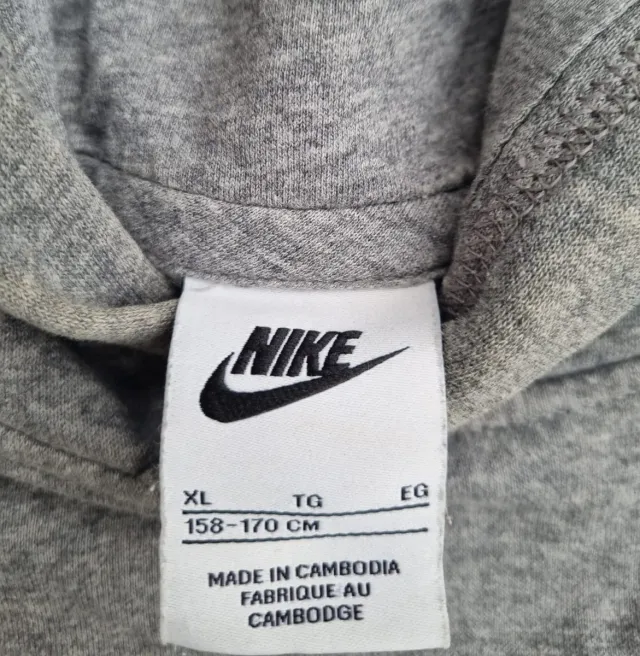 NIKE
XL TG EG
158-170 CM
MADE IN CAMBODIA
FABRIQUE AU
CAMBODGE